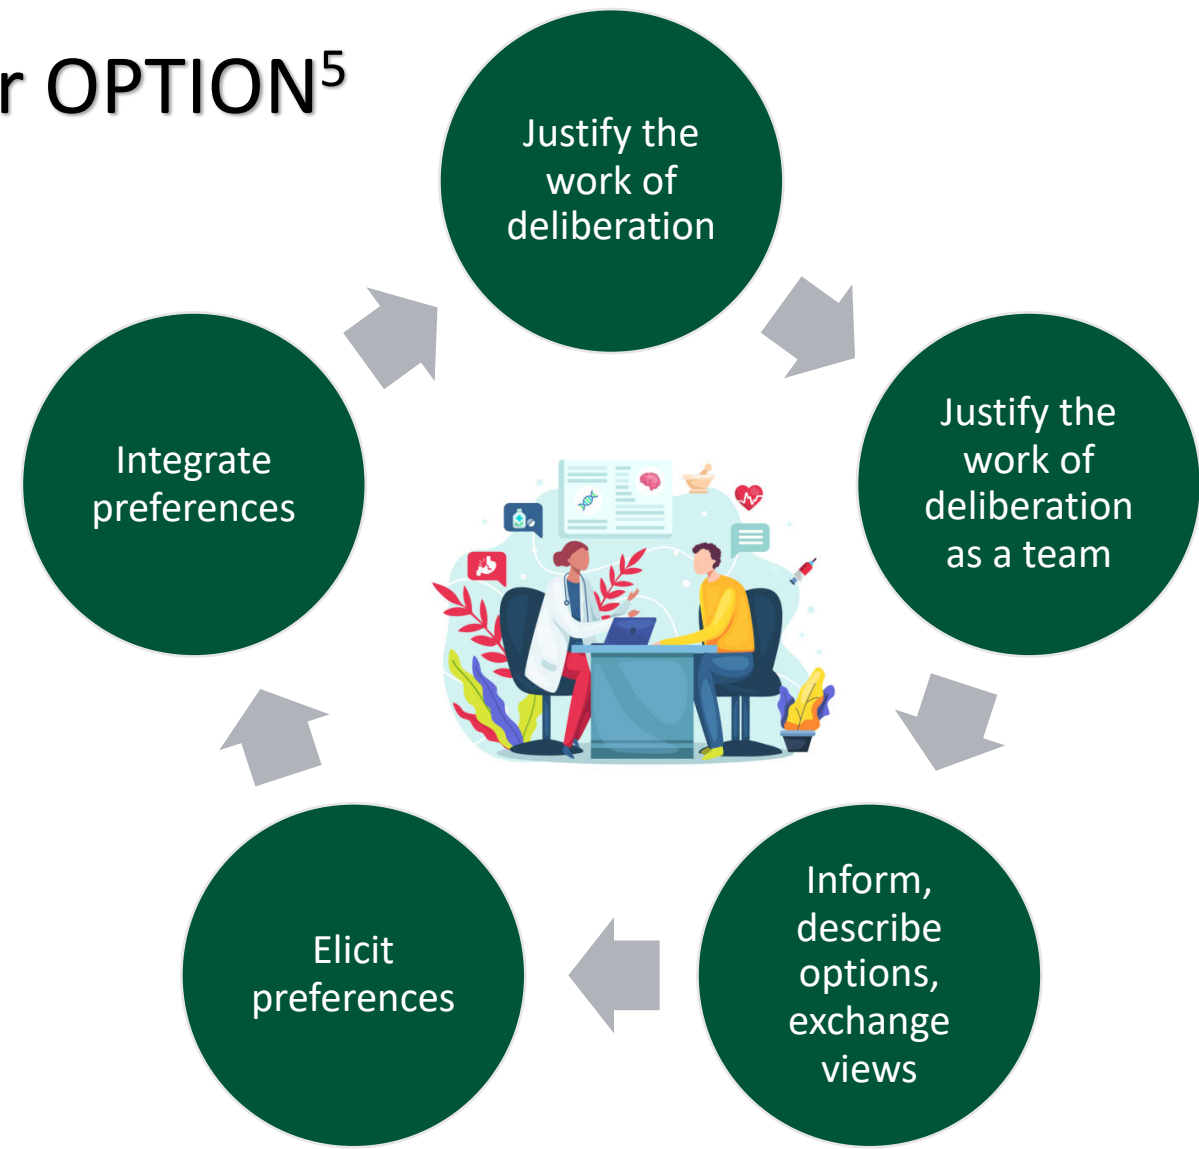 r OPTION⁵
Justify the
work of
deliberation
Justify the
work of
deliberation
as a team
Inform,
describe
options,
exchange
views
Elicit
preferences
Integrate
preferences